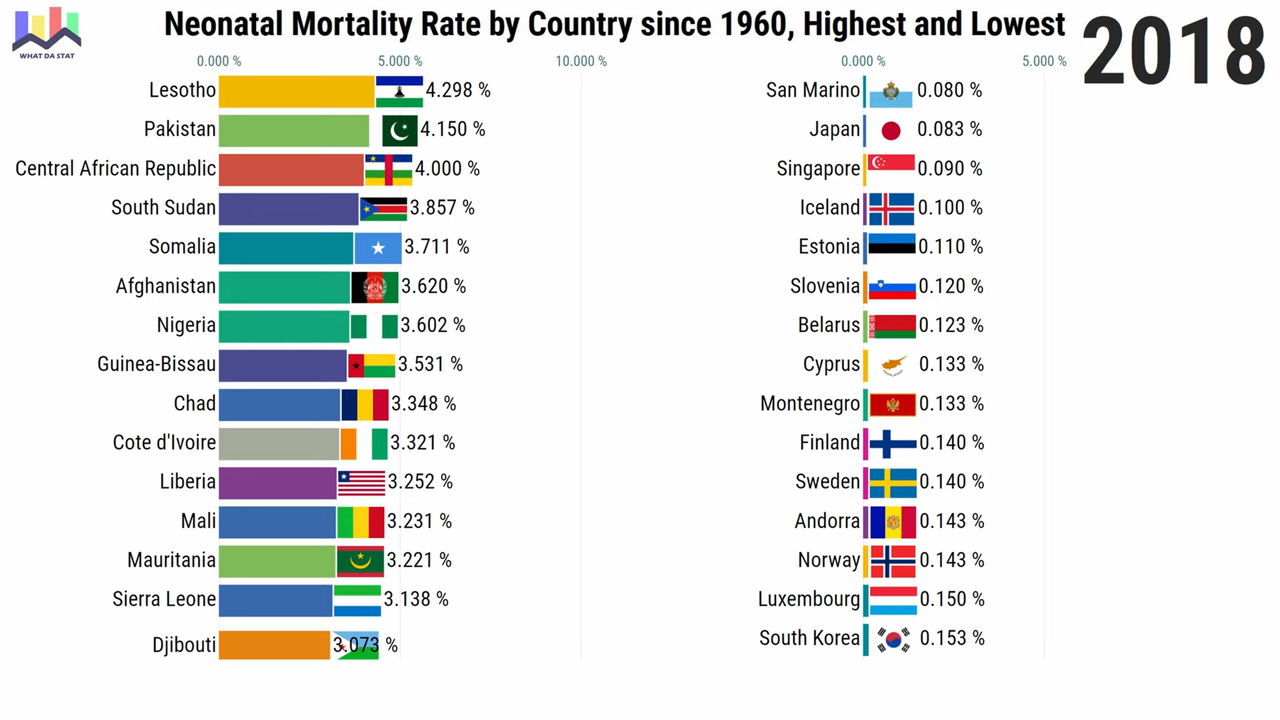 Neonatal Mortality Rate by Country since 1960, Highest and Lowest
2018
WHAT DA STAT
0.000 % 5.000 % 10.000 %
Lesotho 4.298 %
Pakistan 4.150 %
Central African Republic 4.000 %
South Sudan 3.857 %
Somalia 3.711 %
Afghanistan 3.620 %
Nigeria 3.602 %
Guinea-Bissau 3.531 %
Chad 3.348 %
Cote d'Ivoire 3.321 %
Liberia 3.252 %
Mali 3.231 %
Mauritania 3.221 %
Sierra Leone 3.138 %
Djibouti 3.073 %
0.000 % 5.000 %
San Marino 0.080 %
Japan 0.083 %
Singapore 0.090 %
Iceland 0.100 %
Estonia 0.110 %
Slovenia 0.120 %
Belarus 0.123 %
Cyprus 0.133 %
Montenegro 0.133 %
Finland 0.140 %
Sweden 0.140 %
Andorra 0.143 %
Norway 0.143 %
Luxembourg 0.150 %
South Korea 0.153 %